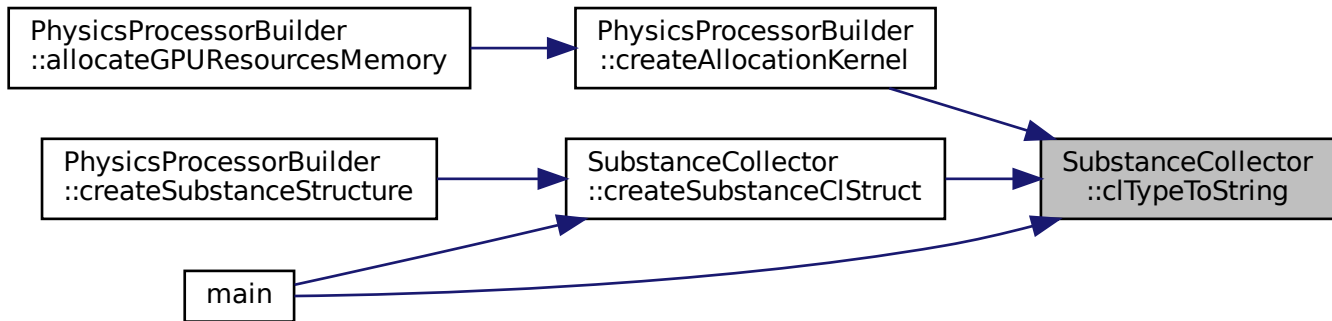 PhysicsProcessorBuilder
::allocateGPUResourcesMemory
PhysicsProcessorBuilder
::createAllocationKernel
PhysicsProcessorBuilder
::createSubstanceStructure
SubstanceCollector
::createSubstanceClStruct
SubstanceCollector
::clTypeToString
main